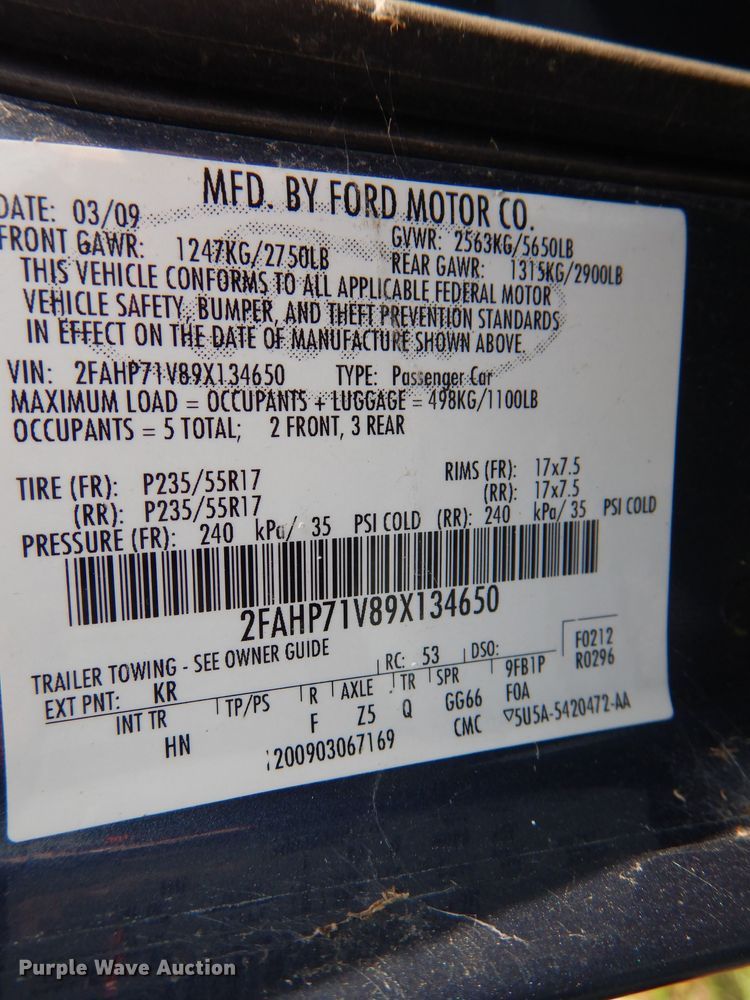 MFD. BY FORD MOTOR CO.
DATE: 03/09
GVWR: 2563KG/5650LB
FRONT GAWR: 1247KG/2750LB
REAR GAWR: 1315KG/2900LB
THIS VEHICLE CONFORMS TO ALL APPLICABLE FEDERAL MOTOR
VEHICLE SAFETY, BUMPER, AND THEFT PREVENTION STANDARDS
IN EFFECT ON THE DATE OF MANUFACTURE SHOWN ABOVE.
VIN: 2FAHP71V89X134650 TYPE: Passenger Car
MAXIMUM LOAD = OCCUPANTS + LUGGAGE = 498KG/1100LB
OCCUPANTS = 5 TOTAL; 2 FRONT, 3 REAR
TIRE (FR): P235/55R17 RIMS (FR): 17x7.5
(RR): P235/55R17 (RR): 17x7.5
PRESSURE (FR): 240 kPa/ 35 PSI COLD (RR): 240 kPa/ 35 PSI COLD
2FAHP71V89X134650
TRAILER TOWING - SEE OWNER GUIDE
RC: 53 DSO: F0212
EXT PNT: KR 9FB1P R0296
INT TR TP/PS R AXLE TR SPR F0A
HN F Z5 Q GG66
200903067169 CMC ▽5U5A-5420472-AA
Purple Wave Auction